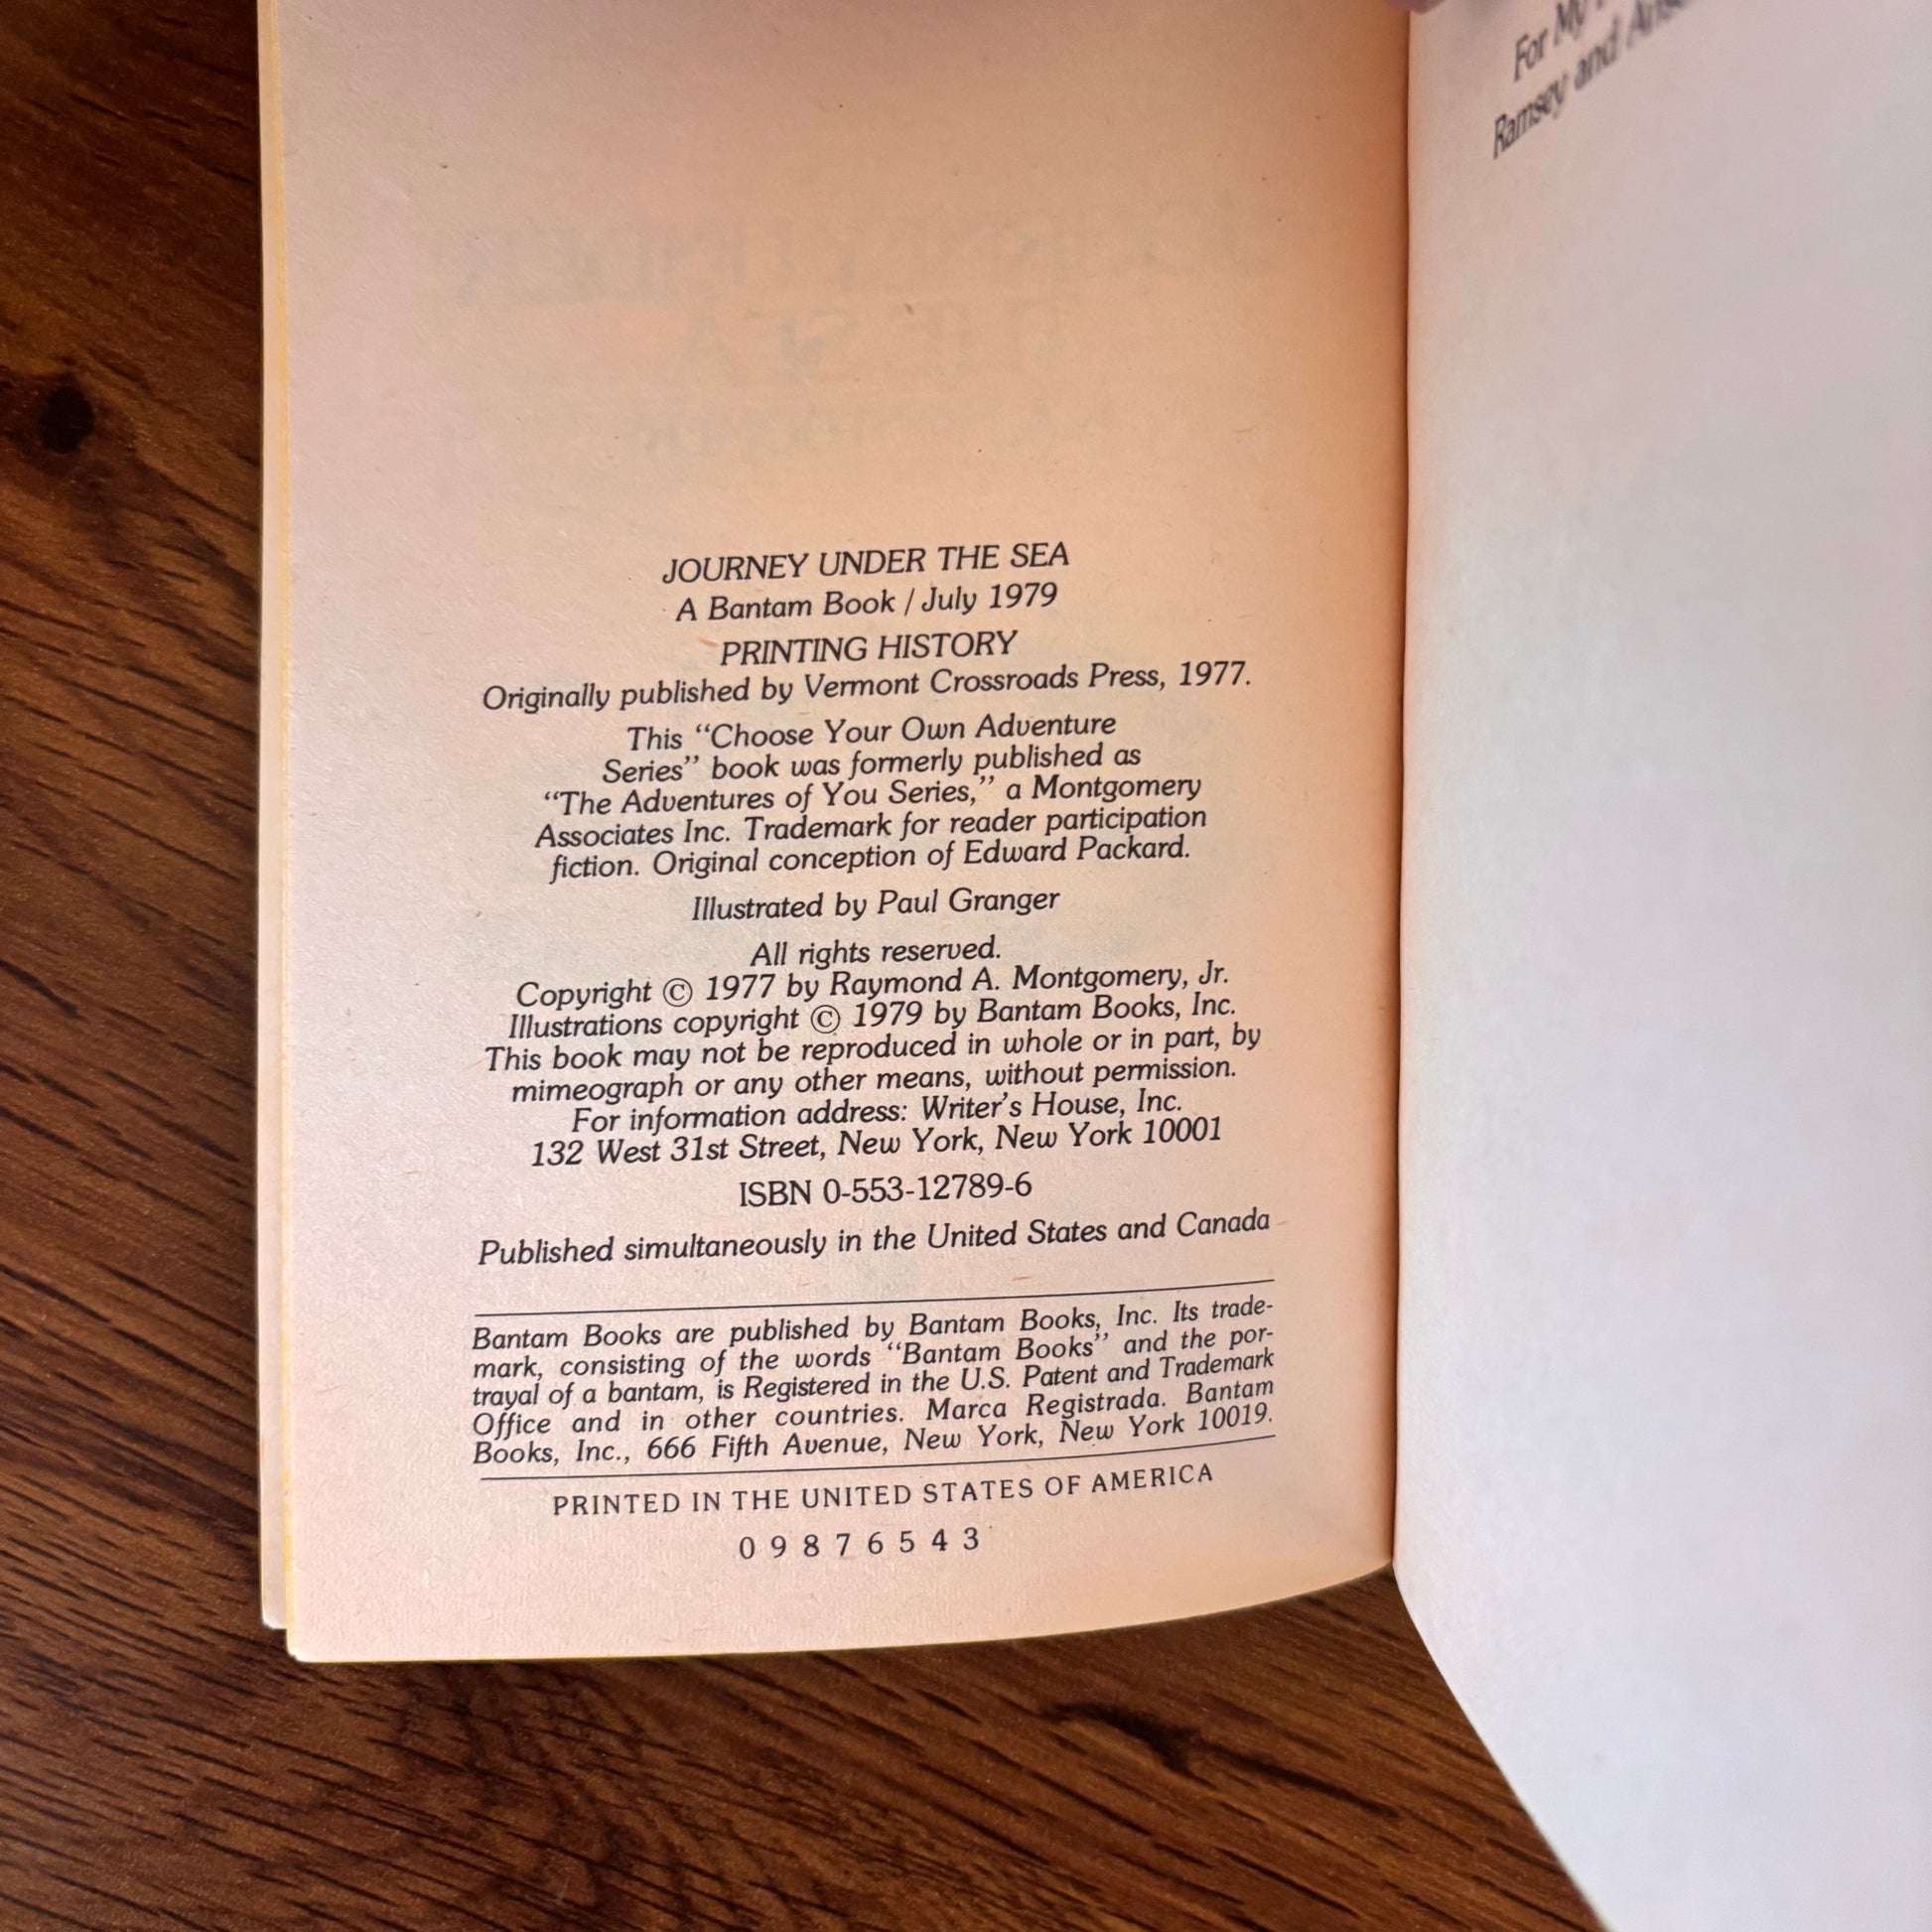 JOURNEY UNDER THE SEA
A Bantam Book / July 1979
PRINTING HISTORY
Originally published by Vermont Crossroads Press, 1977.
This “Choose Your Own Adventure
Series” book was formerly published as
“The Adventures of You Series,” a Montgomery
Associates Inc. Trademark for reader participation
fiction. Original conception of Edward Packard.
Illustrated by Paul Granger
All rights reserved.
Copyright © 1977 by Raymond A. Montgomery, Jr.
Illustrations copyright © 1979 by Bantam Books, Inc.
This book may not be reproduced in whole or in part, by
mimeograph or any other means, without permission.
For information address: Writer's House, Inc.
132 West 31st Street, New York, New York 10001
ISBN 0-553-12789-6
Published simultaneously in the United States and Canada
Bantam Books are published by Bantam Books, Inc. Its trade-
mark, consisting of the words “Bantam Books” and the por-
trayal of a bantam, is Registered in the U.S. Patent and Trademark
Office and in other countries. Marca Registrada. Bantam
Books, Inc., 666 Fifth Avenue, New York, New York 10019.
PRINTED IN THE UNITED STATES OF AMERICA
0 9 8 7 6 5 4 3
For My
Ramsey and